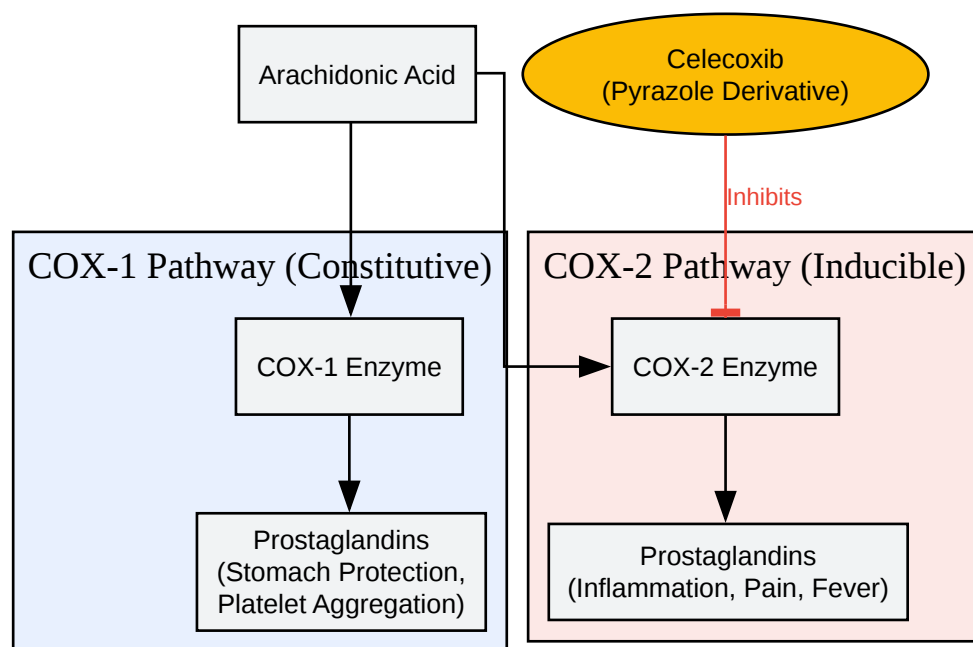 Arachidonic Acid
Celecoxib
(Pyrazole Derivative)
Inhibits
COX-1 Pathway (Constitutive)
COX-2 Pathway (Inducible)
COX-1 Enzyme
COX-2 Enzyme
Prostaglandins
(Stomach Protection,
Platelet Aggregation)
Prostaglandins
(Inflammation, Pain, Fever)